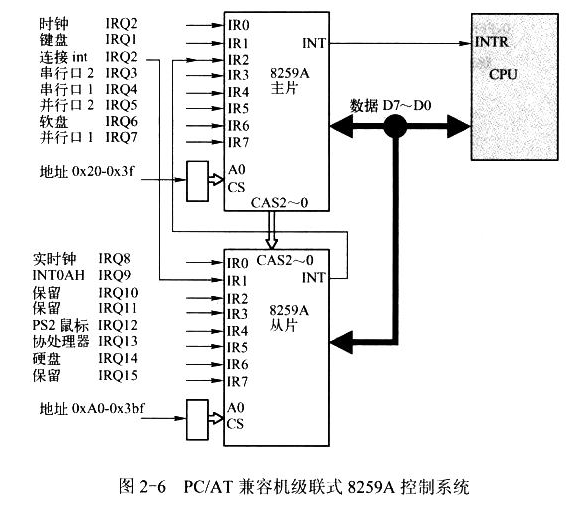 时钟 IRQ2
键盘 IRQ1
连接 int IRQ2
串行口 2 IRQ3
串行口 1 IRQ4
并行口 2 IRQ5
软盘 IRQ6
并行口 1 IRQ7
地址 0x20-0x3f
IR0
IR1
IR2
IR3
IR4
IR5
IR6
IR7
A0
CS
INT
8259A
主片
CAS2～0
INTR
CPU
数据 D7～D0
实时钟 IRQ8
INT0AH IRQ9
保留 IRQ10
保留 IRQ11
PS2 鼠标 IRQ12
协处理器 IRQ13
硬盘 IRQ14
保留 IRQ15
地址 0xA0-0x3bf
CAS2～0
IR0
IR1
IR2
IR3
IR4
IR5
IR6
IR7
A0
CS
INT
8259A
从片
图 2-6 PC/AT 兼容机级联式 8259A 控制系统